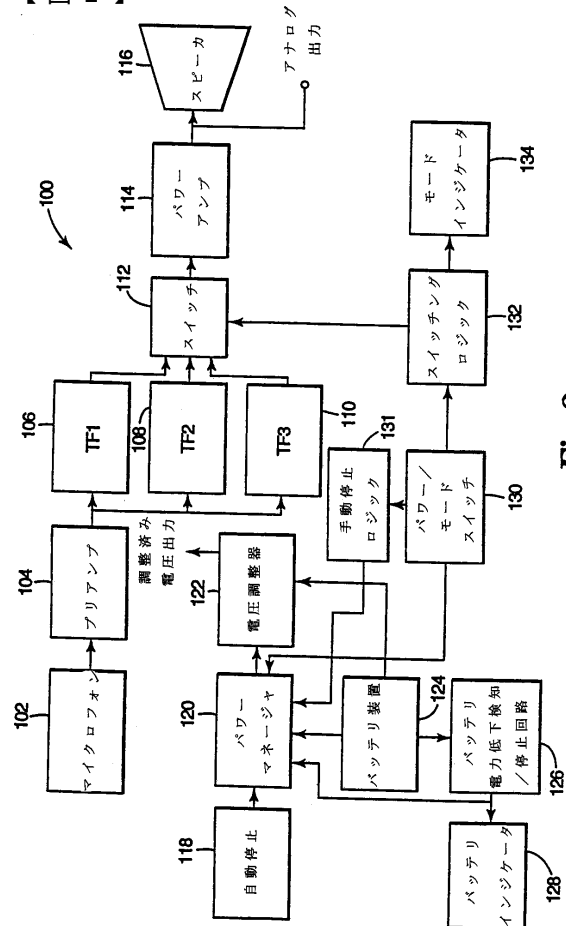 100
116
スピーカ
アナログ
出力
114
パワー
アンプ
112
スイッチ
106
TF1
108
TF2
110
TF3
104
プリアンプ
102
マイクロフォン
調整済み
電圧出力
122
電圧調整器
120
パワー
マネージャ
118
自動停止
124
バッテリ装置
126
バッテリ
電力低下検知
/停止回路
128
バッテリ
インジケータ
131
手動停止
ロジック
130
パワー/
モード
スイッチ
132
スイッチング
ロジック
134
モード
インジケータ